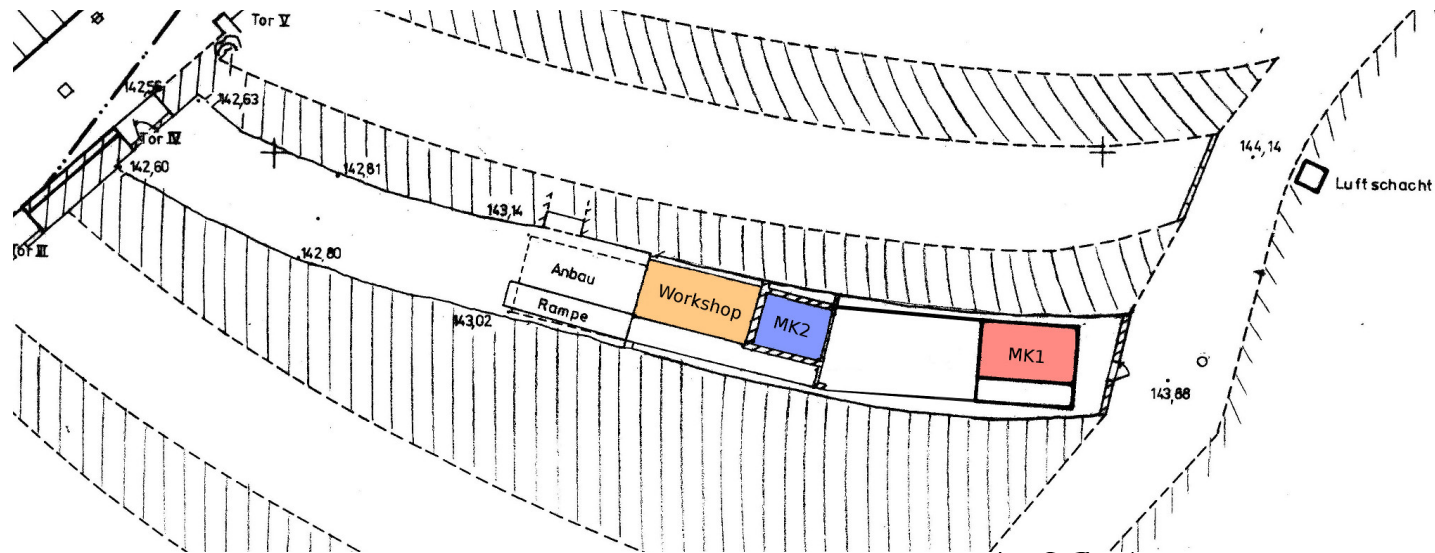 Tor V
142,56
142,63
Tor IV
142,60
142,81
144,14
Luftschacht
143,14
Tor III
142,80
Anbau
Workshop
Rampe
MK2
143,02
MK1
143,88